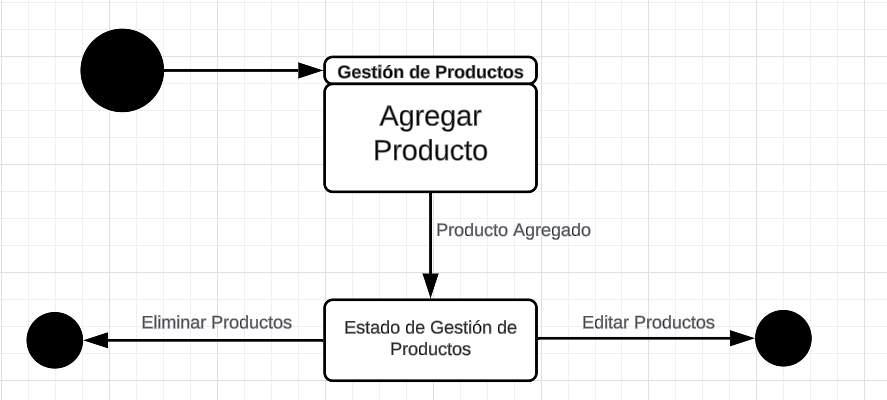 Gestión de Productos
Agregar
Producto
Producto Agregado
Eliminar Productos
Estado de Gestión de
Productos
Editar Productos